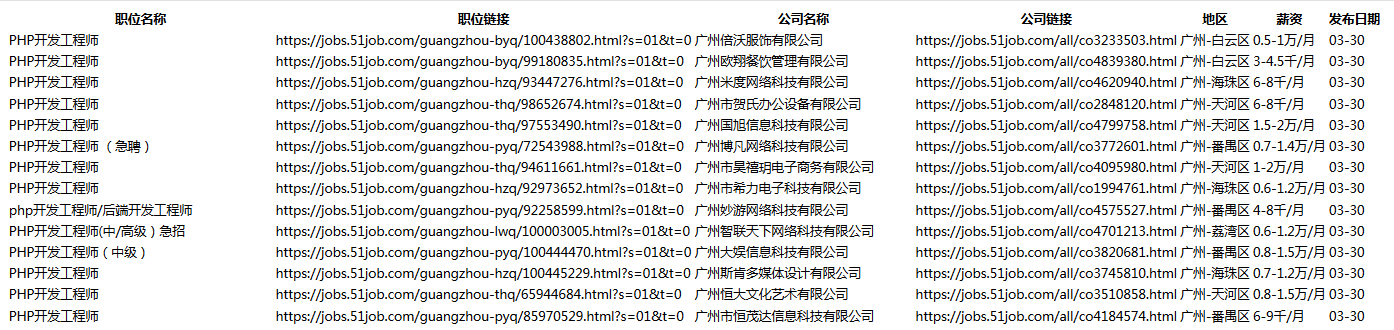 职位名称 职位链接 公司名称 公司链接 地区 薪资 发布日期
PHP开发工程师 https://jobs.51job.com/guangzhou-byq/100438802.html?s=01&t=0 广州倍沃服饰有限公司 https://jobs.51job.com/all/co3233503.html 广州-白云区 0.5-1万/月 03-30
PHP开发工程师 https://jobs.51job.com/guangzhou-byq/99180835.html?s=01&t=0 广州欧翔餐饮管理有限公司 https://jobs.51job.com/all/co4839380.html 广州-白云区 3-4.5千/月 03-30
PHP开发工程师 https://jobs.51job.com/guangzhou-hzq/93447276.html?s=01&t=0 广州米度网络科技有限公司 https://jobs.51job.com/all/co4620940.html 广州-海珠区 6-8千/月 03-30
PHP开发工程师 https://jobs.51job.com/guangzhou-thq/98652674.html?s=01&t=0 广州市贺氏办公设备有限公司 https://jobs.51job.com/all/co2848120.html 广州-天河区 6-8千/月 03-30
PHP开发工程师 https://jobs.51job.com/guangzhou-thq/97553490.html?s=01&t=0 广州国旭信息科技有限公司 https://jobs.51job.com/all/co4799758.html 广州-天河区 1.5-2万/月 03-30
PHP开发工程师 （急聘） https://jobs.51job.com/guangzhou-pyq/72543988.html?s=01&t=0 广州博凡网络科技有限公司 https://jobs.51job.com/all/co3772601.html 广州-番禺区 0.7-1.4万/月 03-30
PHP开发工程师 https://jobs.51job.com/guangzhou-thq/94611661.html?s=01&t=0 广州市昊禧玥电子商务有限公司 https://jobs.51job.com/all/co4095980.html 广州-天河区 1-2万/月 03-30
PHP开发工程师 https://jobs.51job.com/guangzhou-hzq/92973652.html?s=01&t=0 广州市希力电子科技有限公司 https://jobs.51job.com/all/co1994761.html 广州-海珠区 0.6-1.2万/月 03-30
php开发工程师/后端开发工程师 https://jobs.51job.com/guangzhou-pyq/92258599.html?s=01&t=0 广州妙游网络科技有限公司 https://jobs.51job.com/all/co4575527.html 广州-番禺区 4-8千/月 03-30
PHP开发工程师(中/高级）急招 https://jobs.51job.com/guangzhou-lwq/100003005.html?s=01&t=0 广州智联天下网络科技有限公司 https://jobs.51job.com/all/co4701213.html 广州-荔湾区 0.6-1.2万/月 03-30
PHP开发工程师（中级） https://jobs.51job.com/guangzhou-pyq/100444470.html?s=01&t=0 广州大娱信息科技有限公司 https://jobs.51job.com/all/co3820681.html 广州-番禺区 0.8-1.5万/月 03-30
PHP开发工程师 https://jobs.51job.com/guangzhou-hzq/100445229.html?s=01&t=0 广州斯肯多媒体设计有限公司 https://jobs.51job.com/all/co3745810.html 广州-海珠区 0.7-1.2万/月 03-30
PHP开发工程师 https://jobs.51job.com/guangzhou-thq/65944684.html?s=01&t=0 广州恒大文化艺术有限公司 https://jobs.51job.com/all/co3510858.html 广州-天河区 0.8-1.5万/月 03-30
PHP开发工程师 https://jobs.51job.com/guangzhou-pyq/85970529.html?s=01&t=0 广州市恒茂达信息科技有限公司 https://jobs.51job.com/all/co4184574.html 广州-番禺区 6-9千/月 03-30